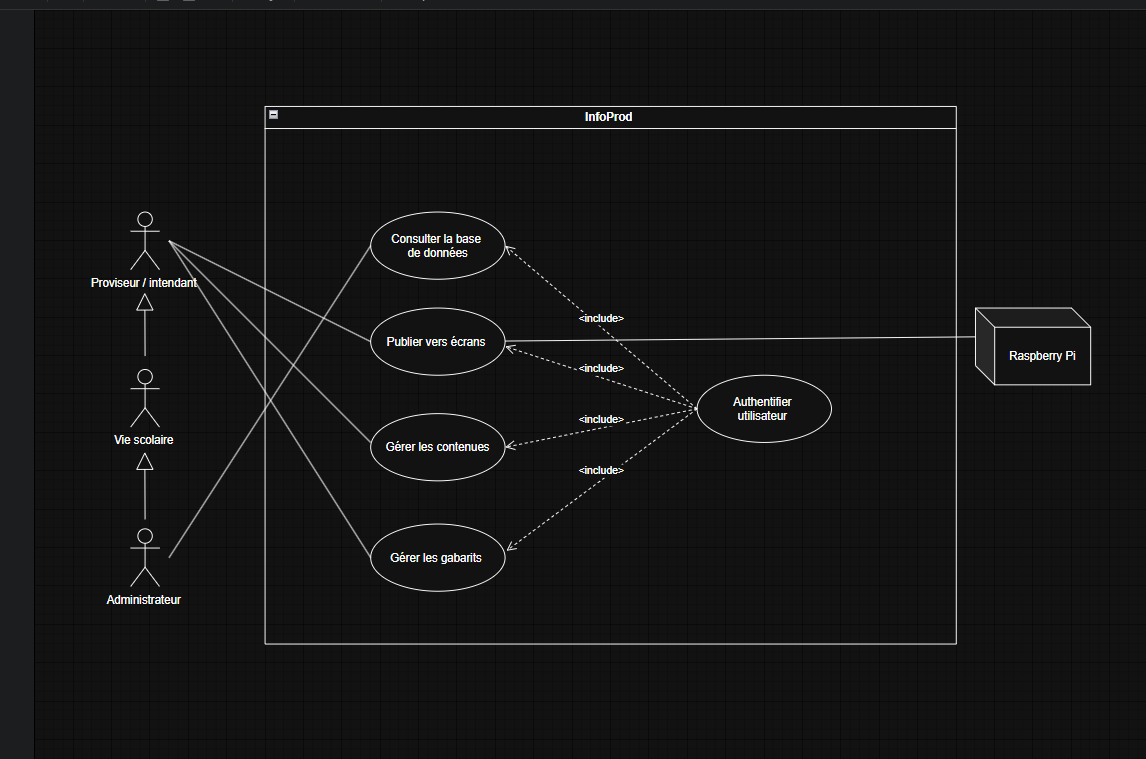 InfoProd
Proviseur / intendant
Vie scolaire
Administrateur
Consulter la base
de données
Publier vers écrans
Gérer les contenues
Gérer les gabarits
<include>
<include>
<include>
<include>
Authentifier
utilisateur
Raspberry Pi